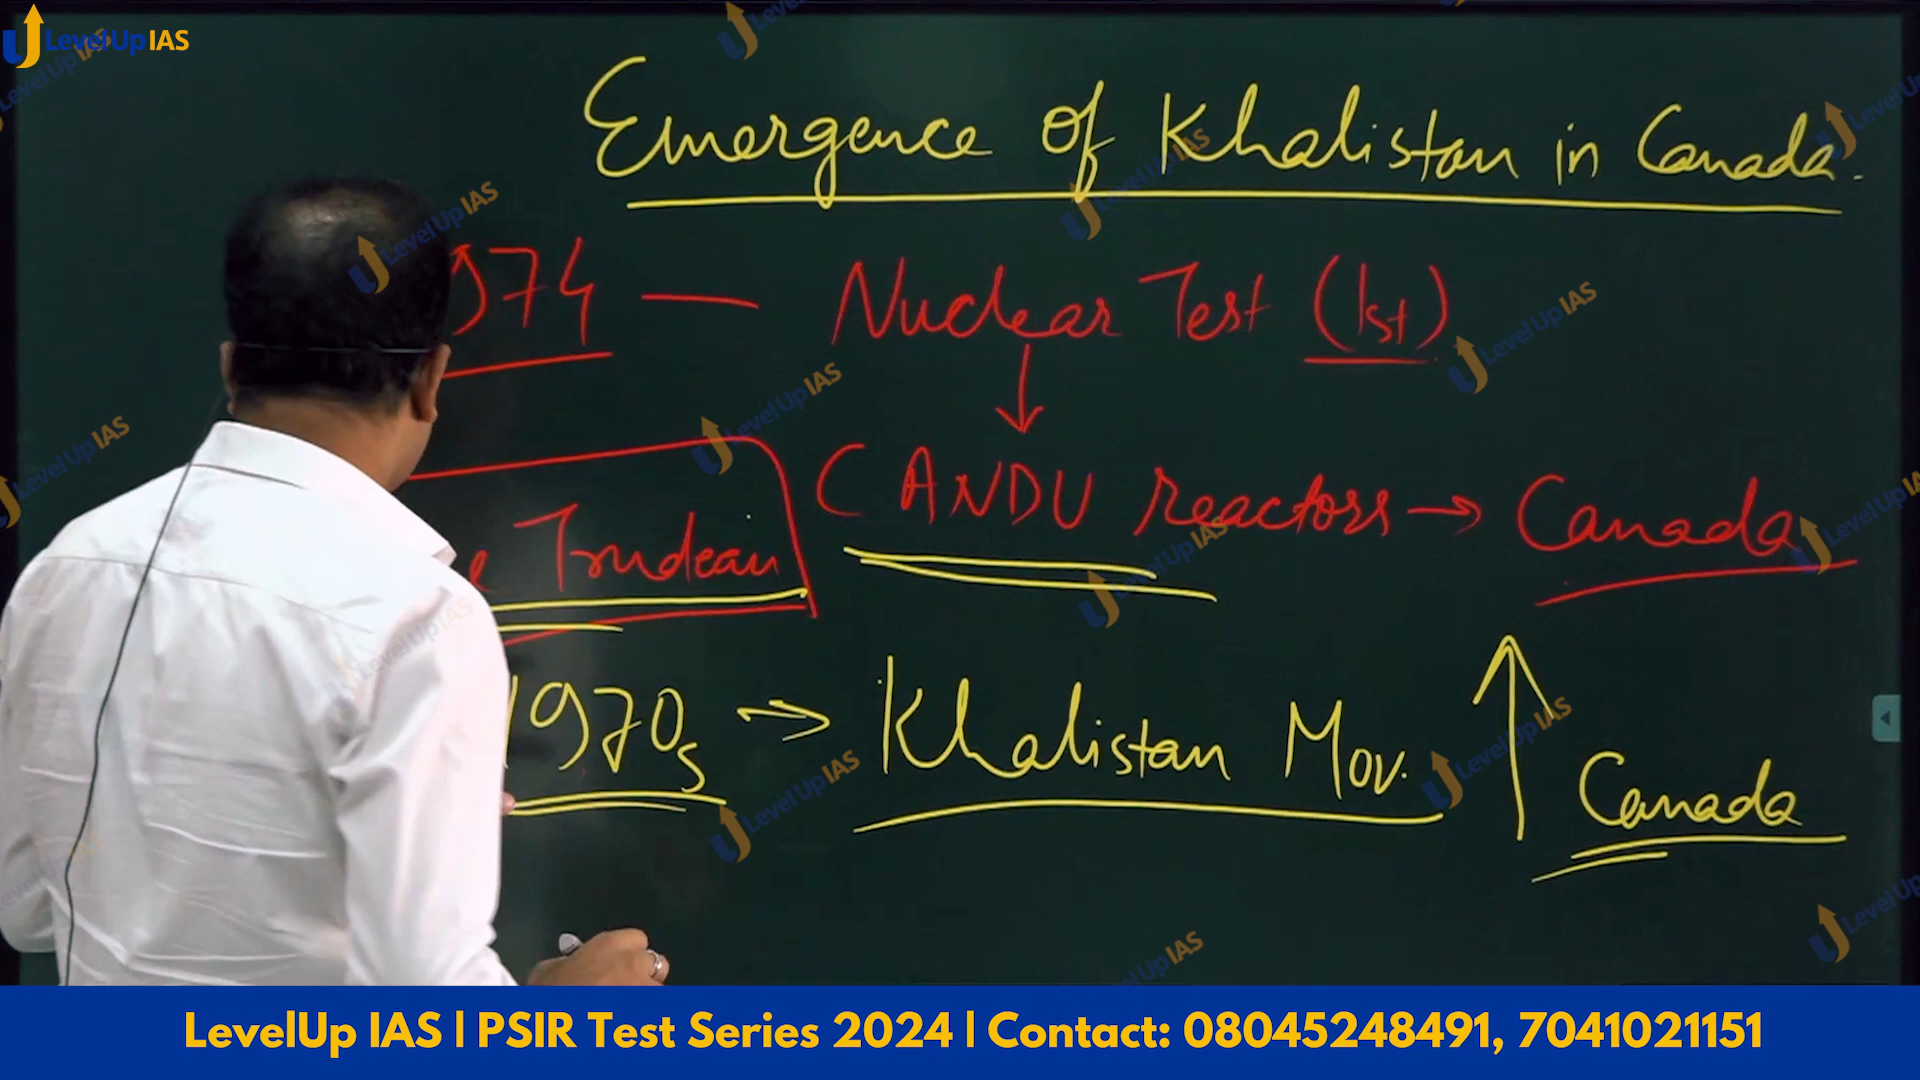 LevelUp IAS
Emergence of Khalistan in Canada.
1974 — Nuclear Test (1st)
CANDU reactors → Canada
Trudeau
1970s → Khalistan Mov. ↑ Canada
LevelUp IAS | PSIR Test Series 2024 | Contact: 08045248491, 7041021151